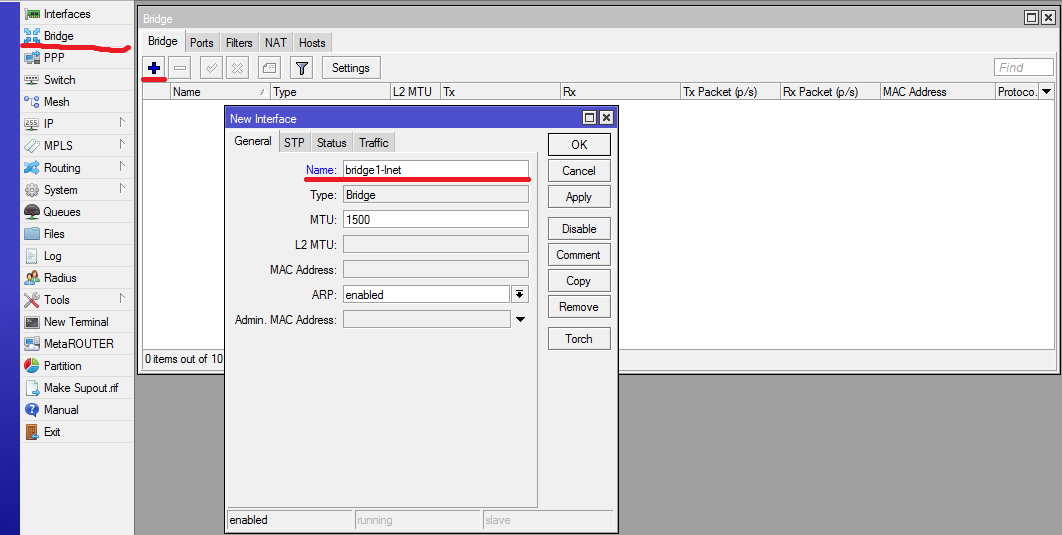 Interfaces
Bridge
PPP
Switch
Mesh
IP
MPLS
Routing
System
Queues
Files
Log
Radius
Tools
New Terminal
MetaROUTER
Partition
Make Supout.rif
Manual
Exit
Bridge
Bridge Ports Filters NAT Hosts
Settings Find
Name Type L2 MTU Tx Rx Tx Packet (p/s) Rx Packet (p/s) MAC Address Protoco...
0 items out of 10
New Interface
General STP Status Traffic
Name: bridge1-Inet
Type: Bridge
MTU: 1500
L2 MTU:
MAC Address:
ARP: enabled
Admin. MAC Address:
OK
Cancel
Apply
Disable
Comment
Copy
Remove
Torch
enabled running slave